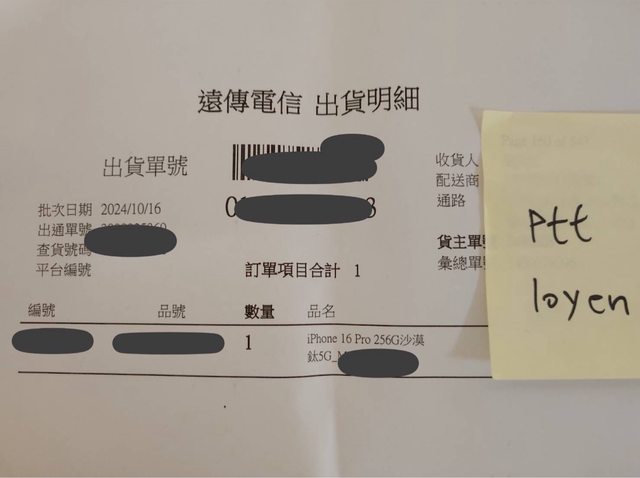 遠傳電信 出貨明細
出貨單號
收貨人
配送商
通路
批次日期 2024/10/16
出通單號
查貨號碼
平台編號
貨主單
彙總單
訂單項目合計 1
編號 品號 數量 品名
1 iPhone 16 Pro 256G沙漠
鈦5G_M
Ptt
loyen